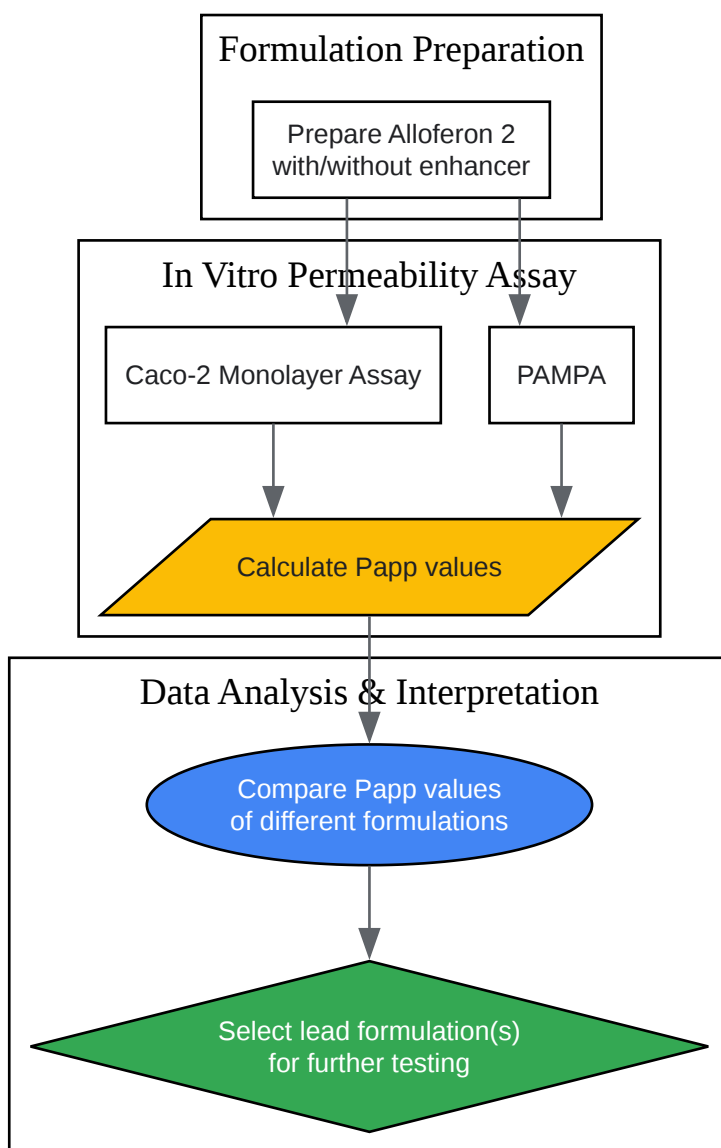 Formulation Preparation
Prepare Alloferon 2
with/without enhancer
In Vitro Permeability Assay
Caco-2 Monolayer Assay
PAMPA
Calculate Papp values
Data Analysis & Interpretation
Compare Papp values
of different formulations
Select lead formulation(s)
for further testing